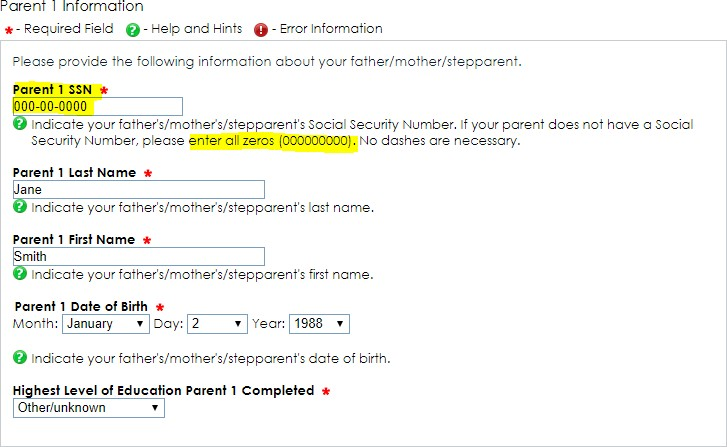 Parent 1 Information
* - Required Field ? - Help and Hints ! - Error Information
Please provide the following information about your father/mother/stepparent.
Parent 1 SSN *
000-00-0000
? Indicate your father's/mother's/stepparent's Social Security Number. If your parent does not have a Social
Security Number, please enter all zeros (000000000). No dashes are necessary.
Parent 1 Last Name *
Jane
? Indicate your father's/mother's/stepparent's last name.
Parent 1 First Name *
Smith
? Indicate your father's/mother's/stepparent's first name.
Parent 1 Date of Birth *
Month: January Day: 2 Year: 1988
? Indicate your father's/mother's/stepparent's date of birth.
Highest Level of Education Parent 1 Completed *
Other/unknown